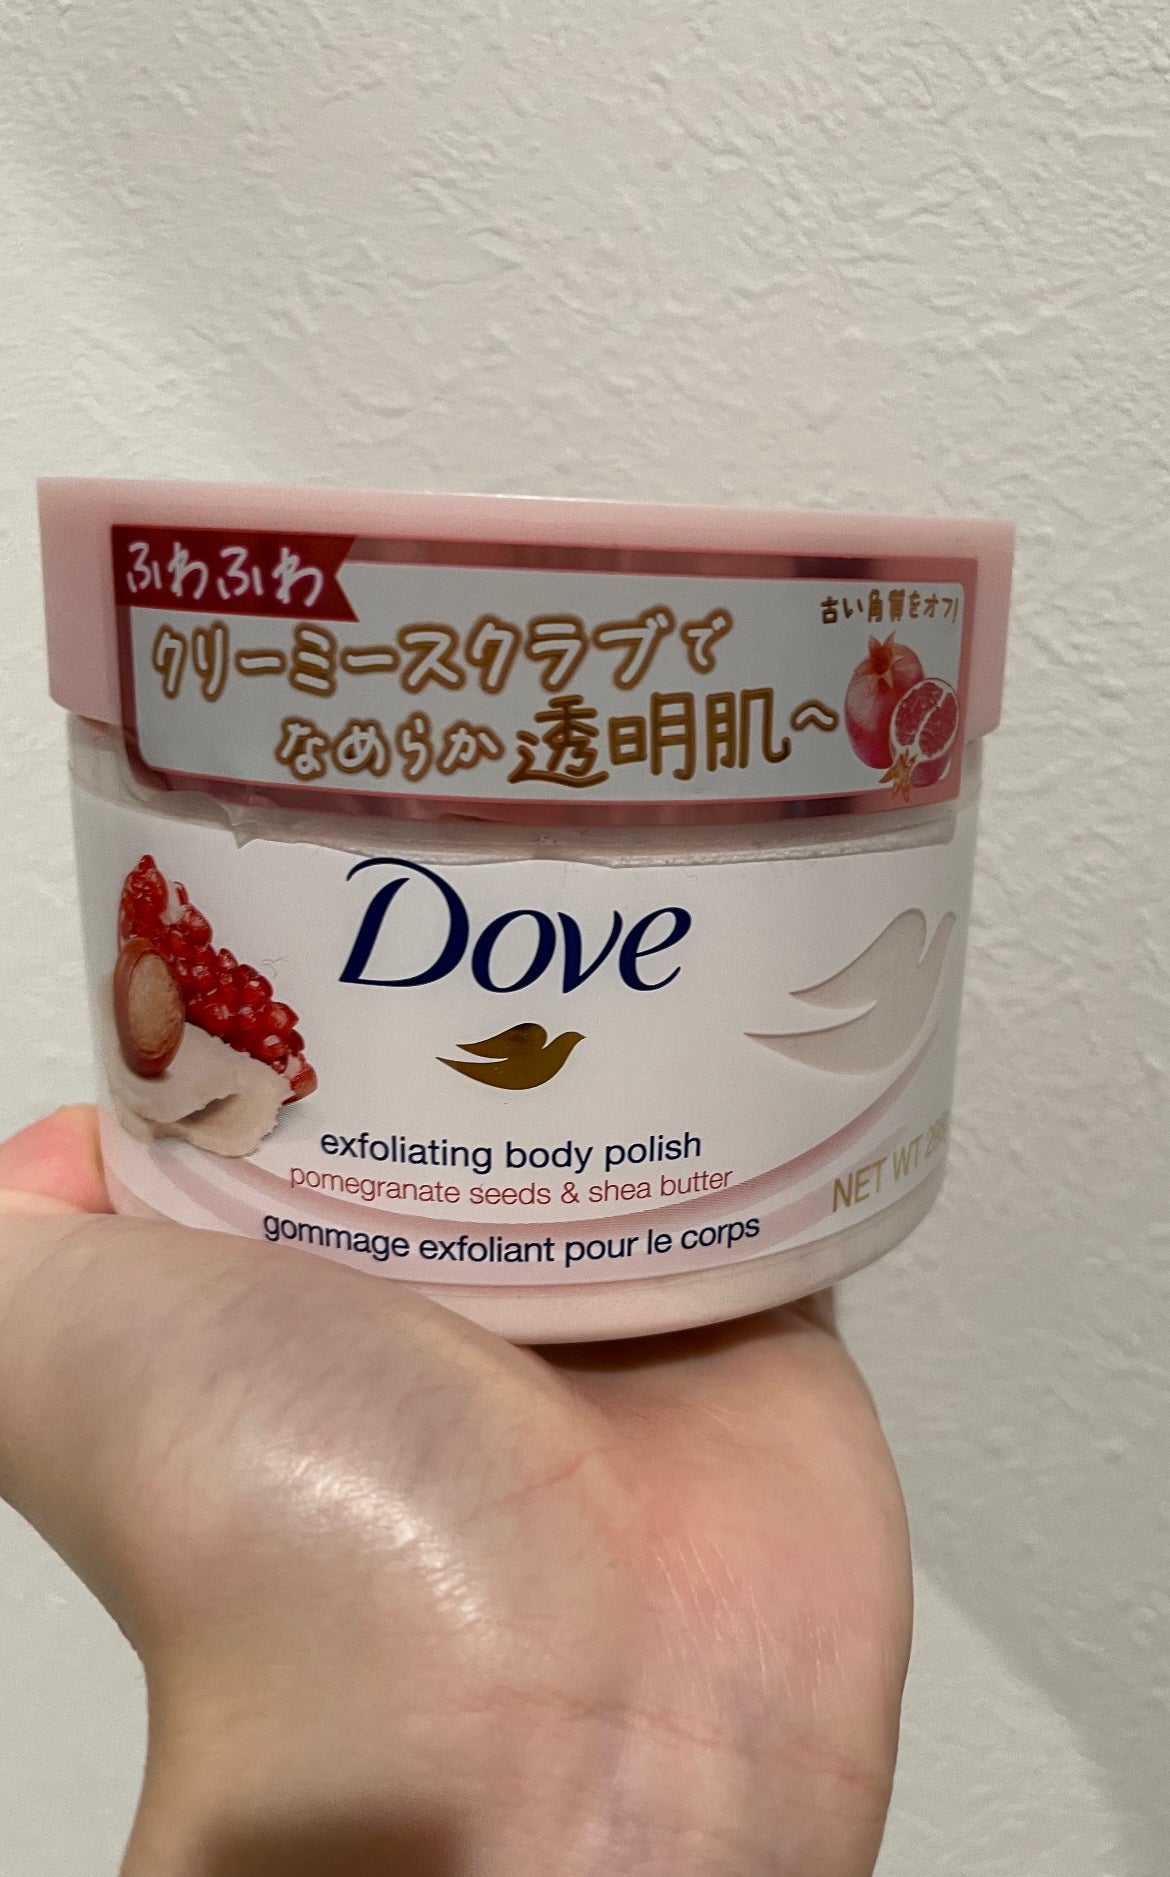 ふわふわ
クリーミースクラブで
なめらか透明肌へ
古い角質をオフ!
Dove
exfoliating body polish
pomegranate seeds & shea butter
gommage exfoliant pour le corps
NET WT